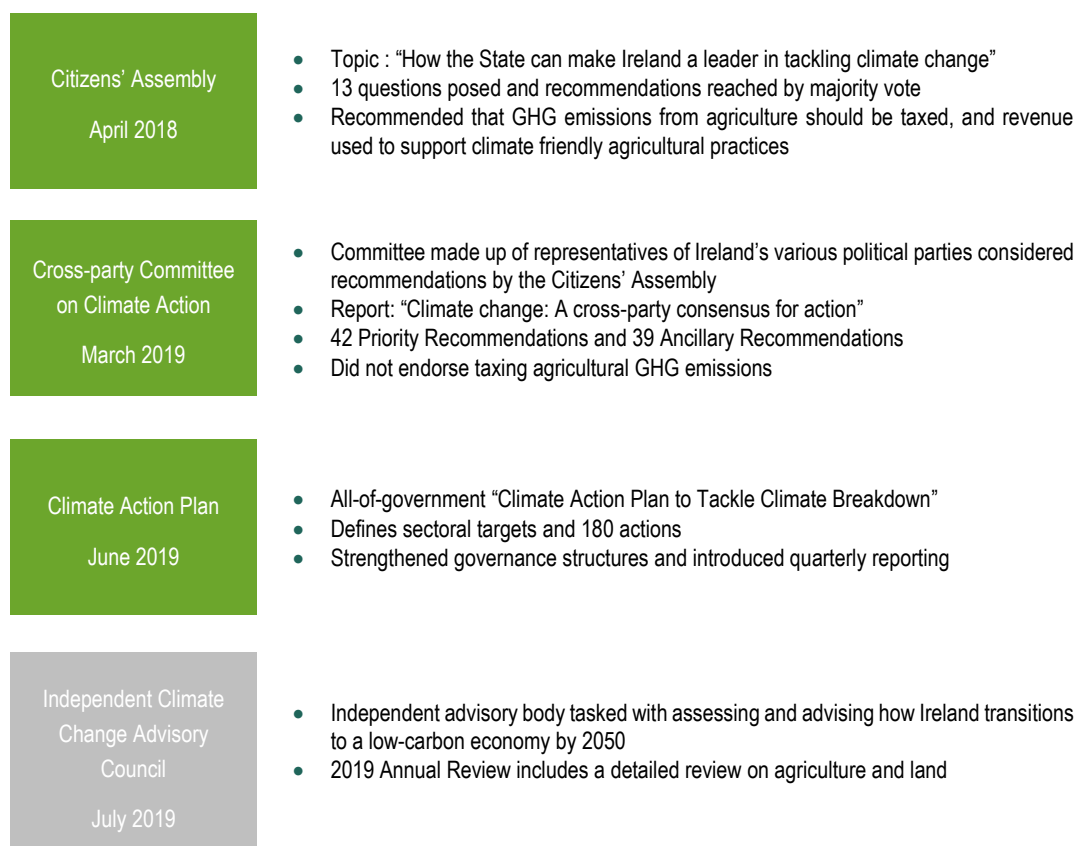 Citizens’ Assembly
April 2018
• Topic : “How the State can make Ireland a leader in tackling climate change”
• 13 questions posed and recommendations reached by majority vote
• Recommended that GHG emissions from agriculture should be taxed, and revenue
used to support climate friendly agricultural practices
Cross-party Committee
on Climate Action
March 2019
• Committee made up of representatives of Ireland’s various political parties considered
recommendations by the Citizens’ Assembly
• Report: “Climate change: A cross-party consensus for action”
• 42 Priority Recommendations and 39 Ancillary Recommendations
• Did not endorse taxing agricultural GHG emissions
Climate Action Plan
June 2019
• All-of-government “Climate Action Plan to Tackle Climate Breakdown”
• Defines sectoral targets and 180 actions
• Strengthened governance structures and introduced quarterly reporting
Independent Climate
Change Advisory
Council
July 2019
• Independent advisory body tasked with assessing and advising how Ireland transitions
to a low-carbon economy by 2050
• 2019 Annual Review includes a detailed review on agriculture and land